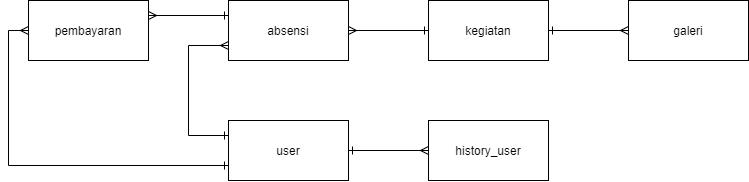 pembayaran
absensi
kegiatan
galeri
user
history_user